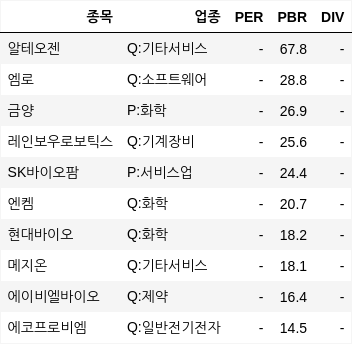 종목 업종 PER PBR DIV
알테오젠 Q:기타서비스 - 67.8 -
엠로 Q:소프트웨어 - 28.8 -
금양 P:화학 - 26.9 -
레인보우로보틱스 Q:기계장비 - 25.6 -
SK바이오팜 P:서비스업 - 24.4 -
엔켐 Q:화학 - 20.7 -
현대바이오 Q:화학 - 18.2 -
메지온 Q:기타서비스 - 18.1 -
에이비엘바이오 Q:제약 - 16.4 -
에코프로비엠 Q:일반전기전자 - 14.5 -